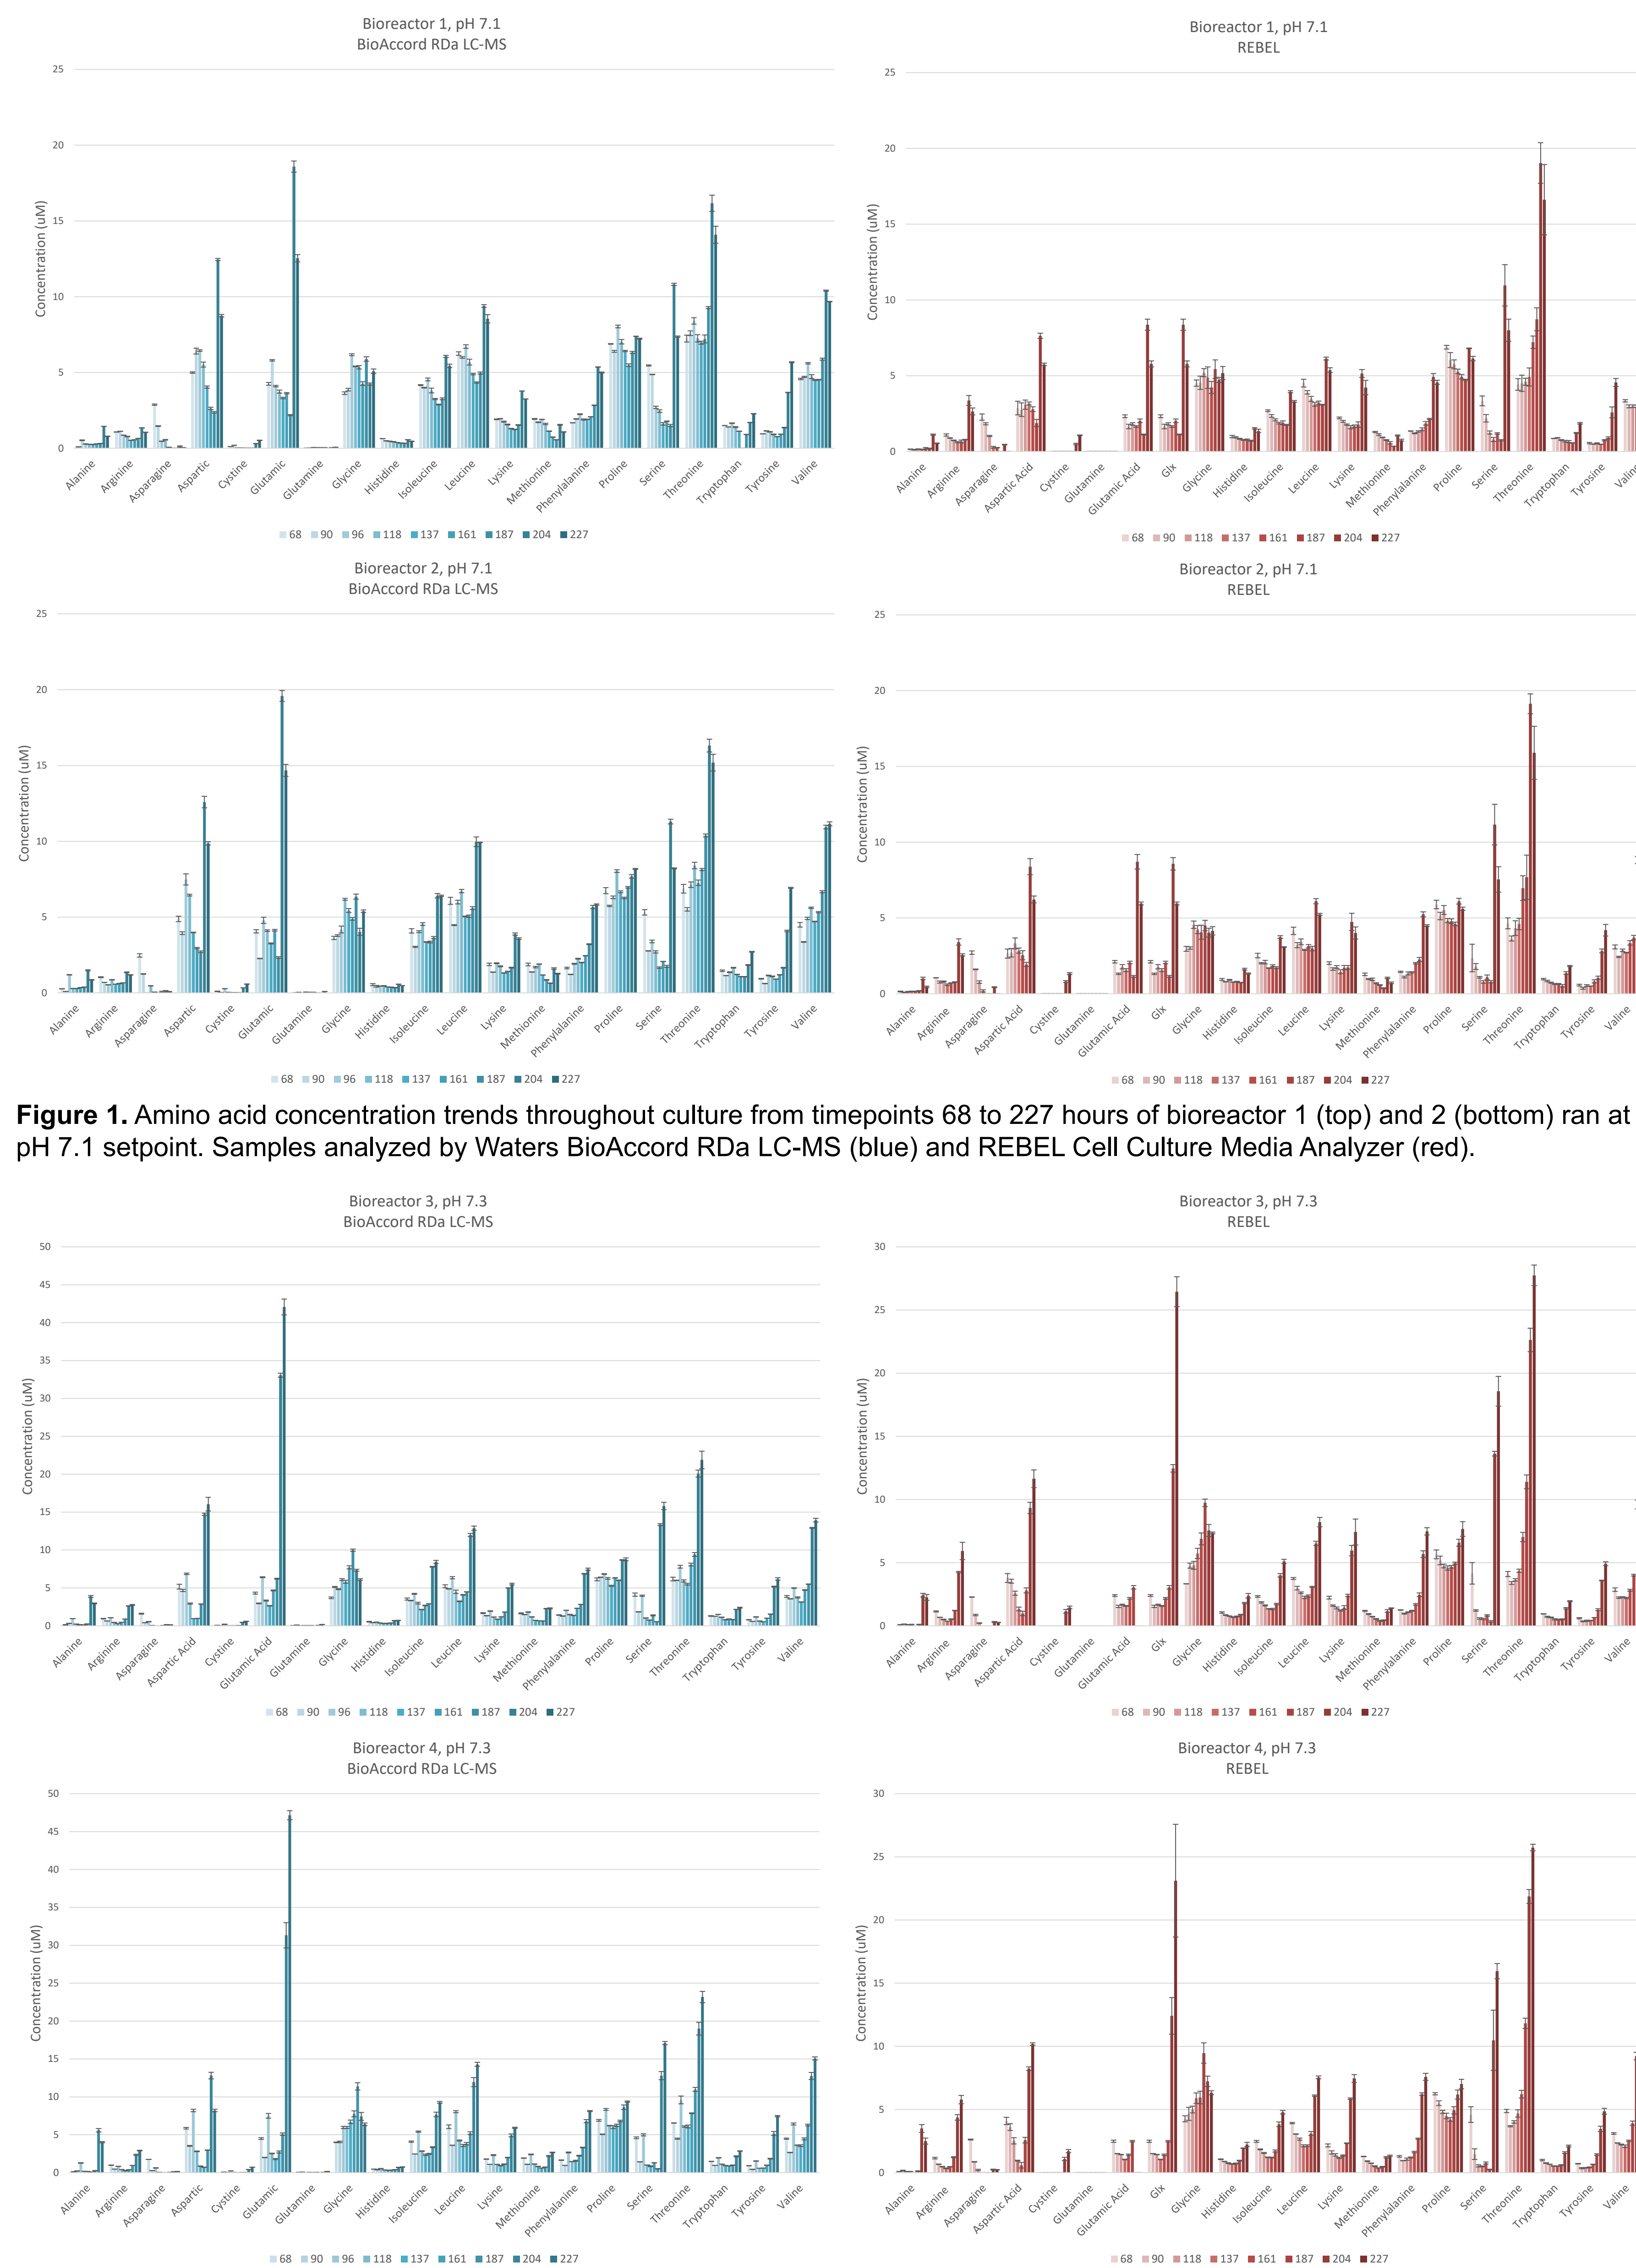 Bioreactor 1, pH 7.1
BioAccord RDa LC-MS
25
20
15
10
5
0
Concentration (uM)
Alanine
Arginine
Asparagine
Aspartic
Cystine
Glutamic
Glutamine
Glycine
Histidine
Isoleucine
Leucine
Lysine
Methionine
Phenylalanine
Proline
Serine
Threonine
Tryptophan
Tyrosine
Valine
68 90 96 118 137 161 187 204 227
Bioreactor 1, pH 7.1
REBEL
25
20
15
10
5
0
Concentration (uM)
Alanine
Arginine
Asparagine
Aspartic Acid
Cystine
Glutamine
Glutamic Acid
Glx
Glycine
Histidine
Isoleucine
Leucine
Lysine
Methionine
Phenylalanine
Proline
Serine
Threonine
Tryptophan
Tyrosine
Valine
68 90 118 137 161 187 204 227
Bioreactor 2, pH 7.1
BioAccord RDa LC-MS
25
20
15
10
5
0
Concentration (uM)
Alanine
Arginine
Asparagine
Aspartic
Cystine
Glutamic
Glutamine
Glycine
Histidine
Isoleucine
Leucine
Lysine
Methionine
Phenylalanine
Proline
Serine
Threonine
Tryptophan
Tyrosine
Valine
68 90 96 118 137 161 187 204 227
Bioreactor 2, pH 7.1
REBEL
25
20
15
10
5
0
Concentration (uM)
Alanine
Arginine
Asparagine
Aspartic Acid
Cystine
Glutamine
Glutamic Acid
Glx
Glycine
Histidine
Isoleucine
Leucine
Lysine
Methionine
Phenylalanine
Proline
Serine
Threonine
Tryptophan
Tyrosine
Valine
68 90 118 137 161 187 204 227
Figure 1. Amino acid concentration trends throughout culture from timepoints 68 to 227 hours of bioreactor 1 (top) and 2 (bottom) ran at
pH 7.1 setpoint. Samples analyzed by Waters BioAccord RDa LC-MS (blue) and REBEL Cell Culture Media Analyzer (red).
Bioreactor 3, pH 7.3
BioAccord RDa LC-MS
50
45
40
35
30
25
20
15
10
5
0
Concentration (uM)
Alanine
Arginine
Asparagine
Aspartic Acid
Cystine
Glutamic Acid
Glutamine
Glycine
Histidine
Isoleucine
Leucine
Lysine
Methionine
Phenylalanine
Proline
Serine
Threonine
Tryptophan
Tyrosine
Valine
68 90 96 118 137 161 187 204 227
Bioreactor 3, pH 7.3
REBEL
30
25
20
15
10
5
0
Concentration (uM)
Alanine
Arginine
Asparagine
Aspartic Acid
Cystine
Glutamine
Glutamic Acid
Glx
Glycine
Histidine
Isoleucine
Leucine
Lysine
Methionine
Phenylalanine
Proline
Serine
Threonine
Tryptophan
Tyrosine
Valine
68 90 118 137 161 187 204 227
Bioreactor 4, pH 7.3
BioAccord RDa LC-MS
50
45
40
35
30
25
20
15
10
5
0
Concentration (uM)
Alanine
Arginine
Asparagine
Aspartic
Cystine
Glutamic
Glutamine
Glycine
Histidine
Isoleucine
Leucine
Lysine
Methionine
Phenylalanine
Proline
Serine
Threonine
Tryptophan
Tyrosine
Valine
68 90 96 118 137 161 187 204 227
Bioreactor 4, pH 7.3
REBEL
30
25
20
15
10
5
0
Concentration (uM)
Alanine
Arginine
Asparagine
Aspartic Acid
Cystine
Glutamine
Glutamic Acid
Glx
Glycine
Histidine
Isoleucine
Leucine
Lysine
Methionine
Phenylalanine
Proline
Serine
Threonine
Tryptophan
Tyrosine
Valine
68 90 118 137 161 187 204 227